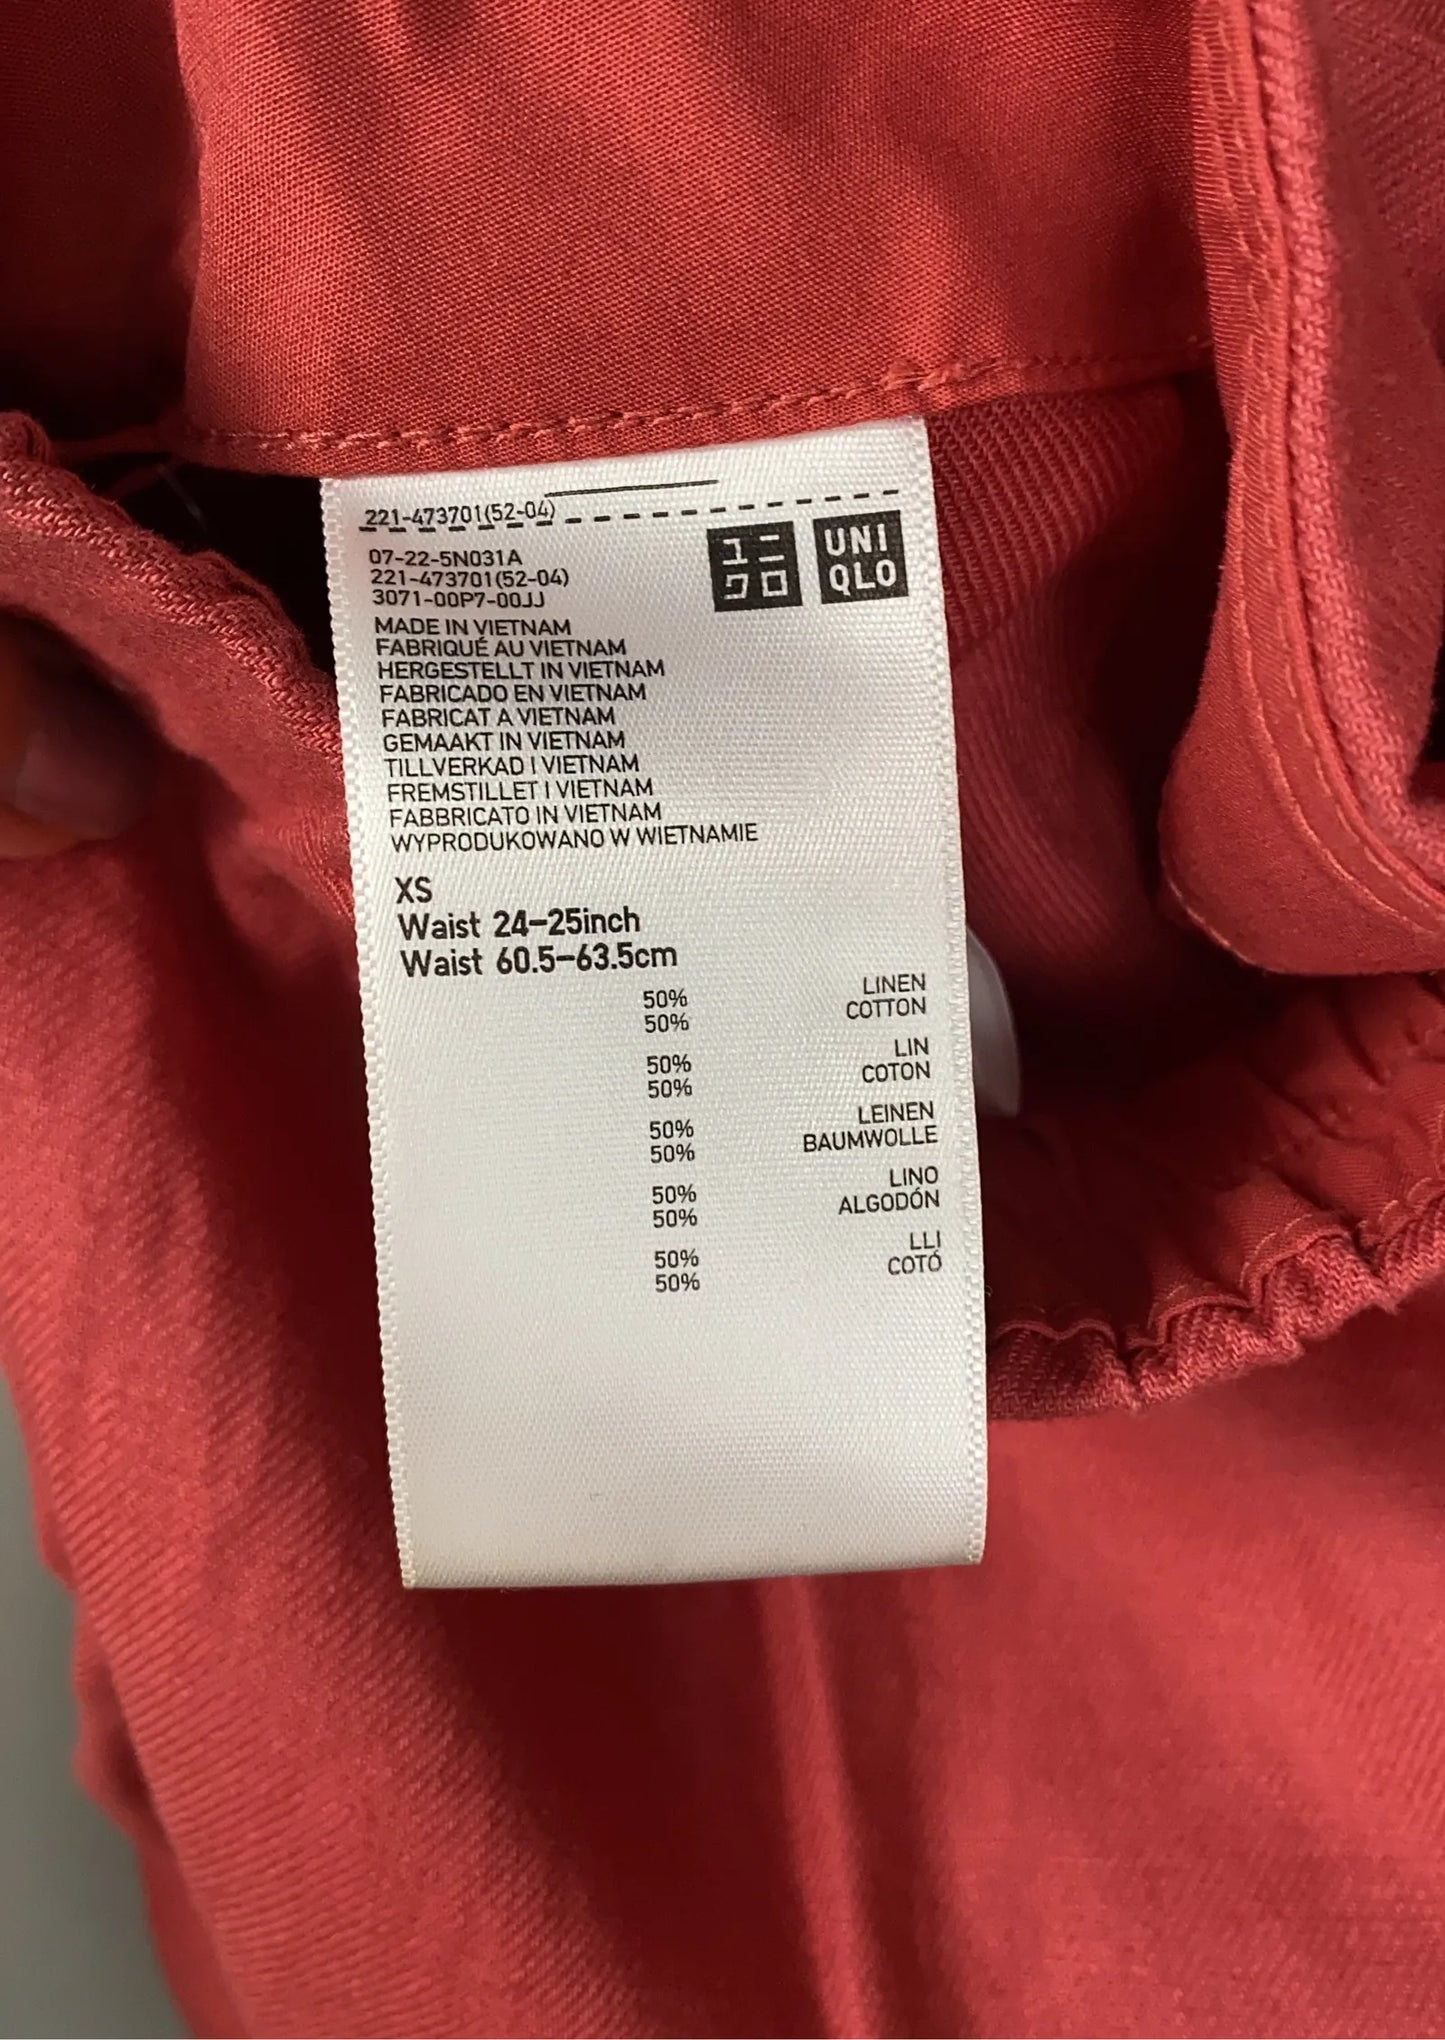 221-473701(52-04)
ユニ
クロ
UNI
QLO
07-22-5N031A
221-473701(52-04)
3071-00P7-00JJ
MADE IN VIETNAM
FABRIQUÉ AU VIETNAM
HERGESTELLT IN VIETNAM
FABRICADO EN VIETNAM
FABRICAT A VIETNAM
GEMAAKT IN VIETNAM
TILLVERKAD I VIETNAM
FREMSTILLET I VIETNAM
FABBRICATO IN VIETNAM
WYPRODUKOWANO W WIETNAMIE
XS
Waist 24-25inch
Waist 60.5-63.5cm
50% LINEN
50% COTTON
50% LIN
50% COTON
50% LEINEN
50% BAUMWOLLE
50% LINO
50% ALGODÓN
50% LLI
50% COTÓ